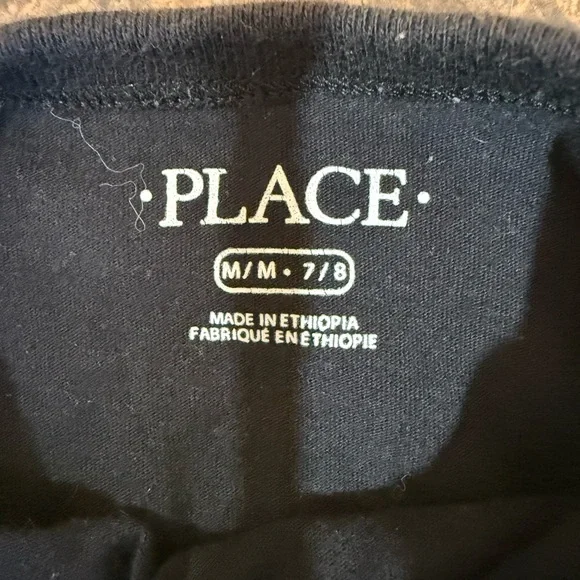 ·PLACE·
M/M · 7/8
MADE IN ETHIOPIA
FABRIQUÉ EN ÉTHIOPIE